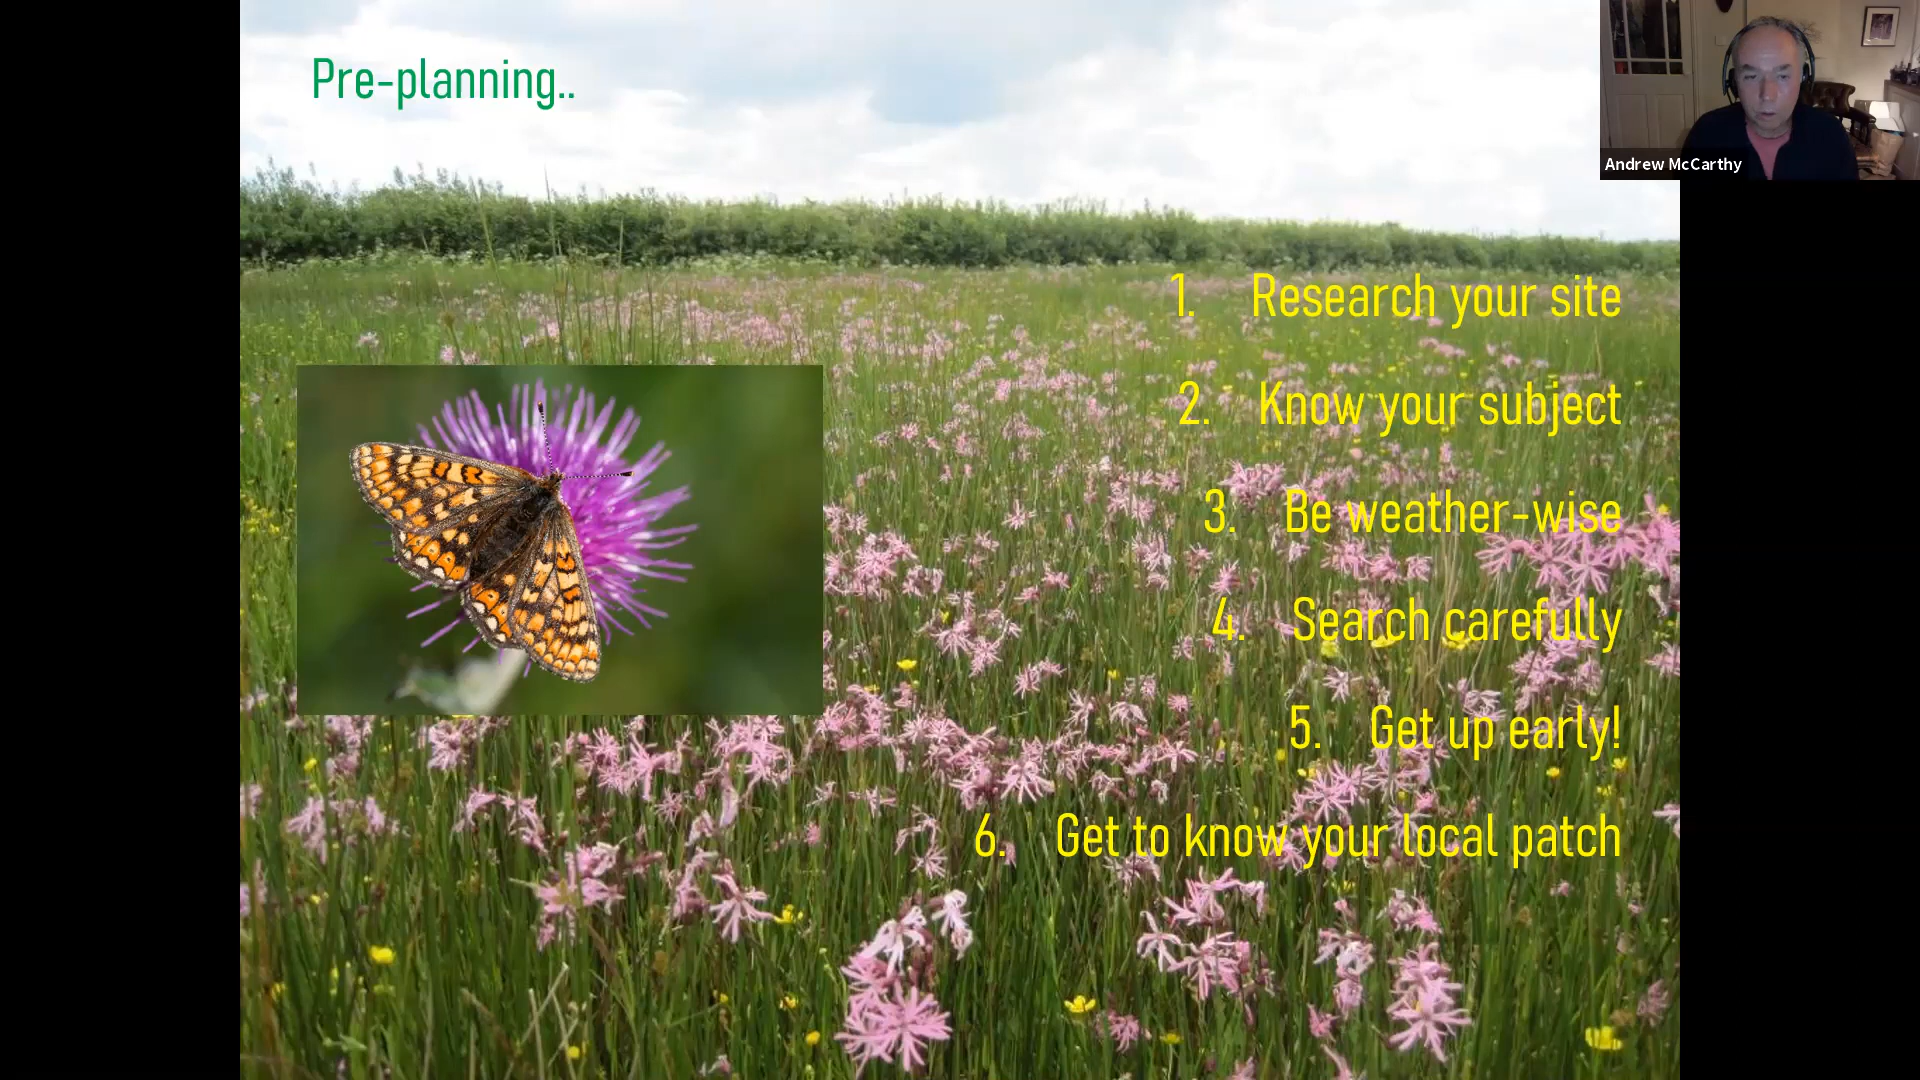 Pre-planning..
Andrew McCarthy
1. Research your site
2. Know your subject
3. Be weather-wise
4. Search carefully
5. Get up early!
6. Get to know your local patch